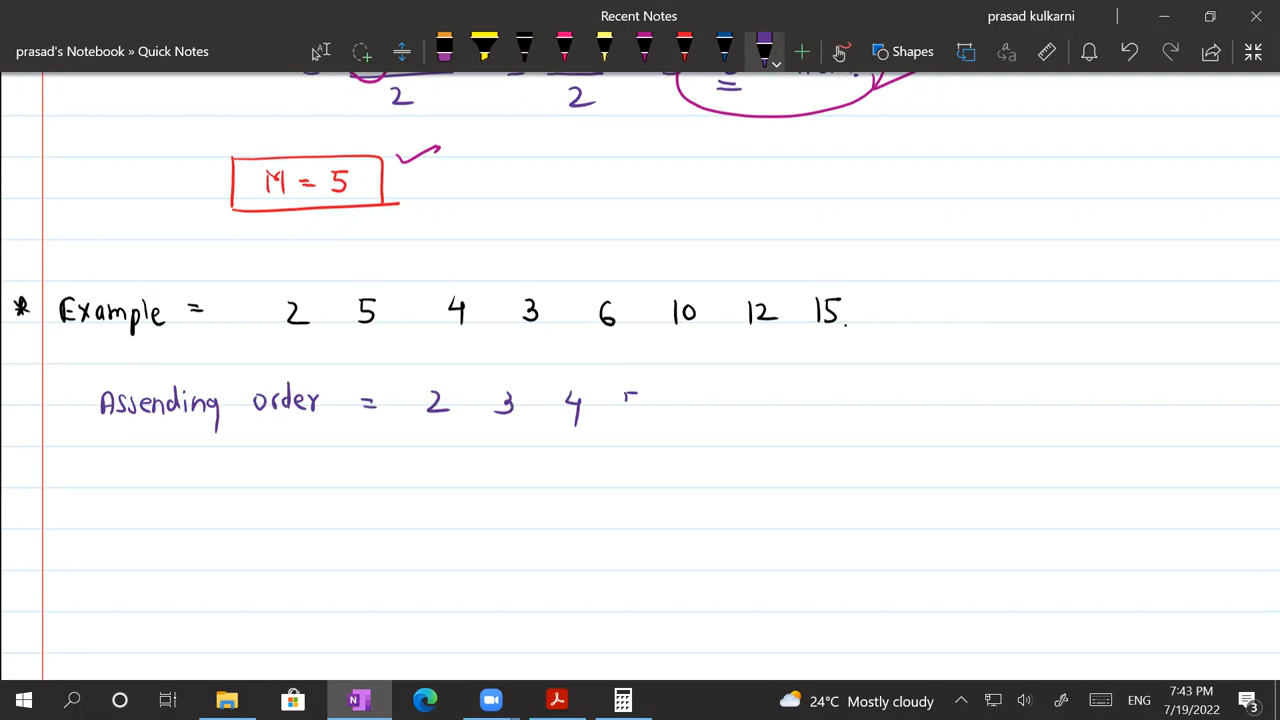 Recent Notes
prasad kulkarni
prasad's Notebook » Quick Notes
Shapes
2 2
=
M = 5
* Example = 2 5 4 3 6 10 12 15.
Assending order = 2 3 4
24°C Mostly cloudy
ENG
7:43 PM
7/19/2022
3